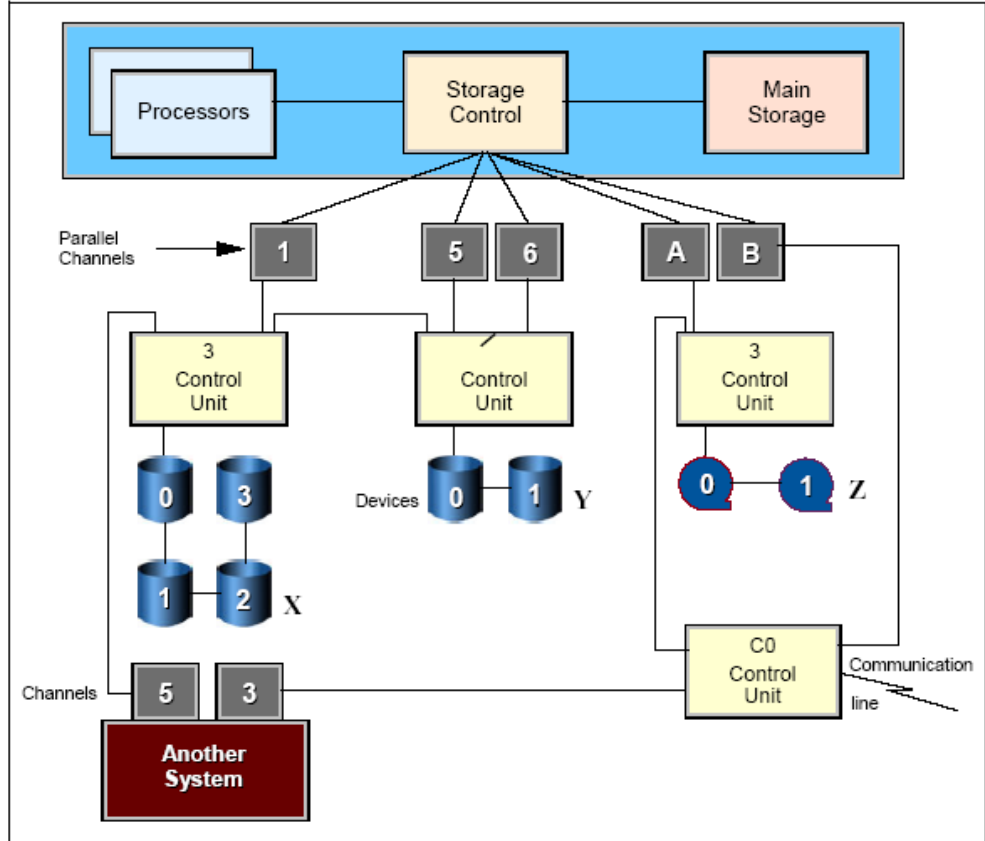 Processors
Storage
Control
Main
Storage
Parallel
Channels
1
5
6
A
B
3
Control
Unit
Control
Unit
3
Control
Unit
0
3
Devices
0
1
Y
0
1
Z
1
2
X
Channels
5
3
C0
Control
Unit
Communication
line
Another
System